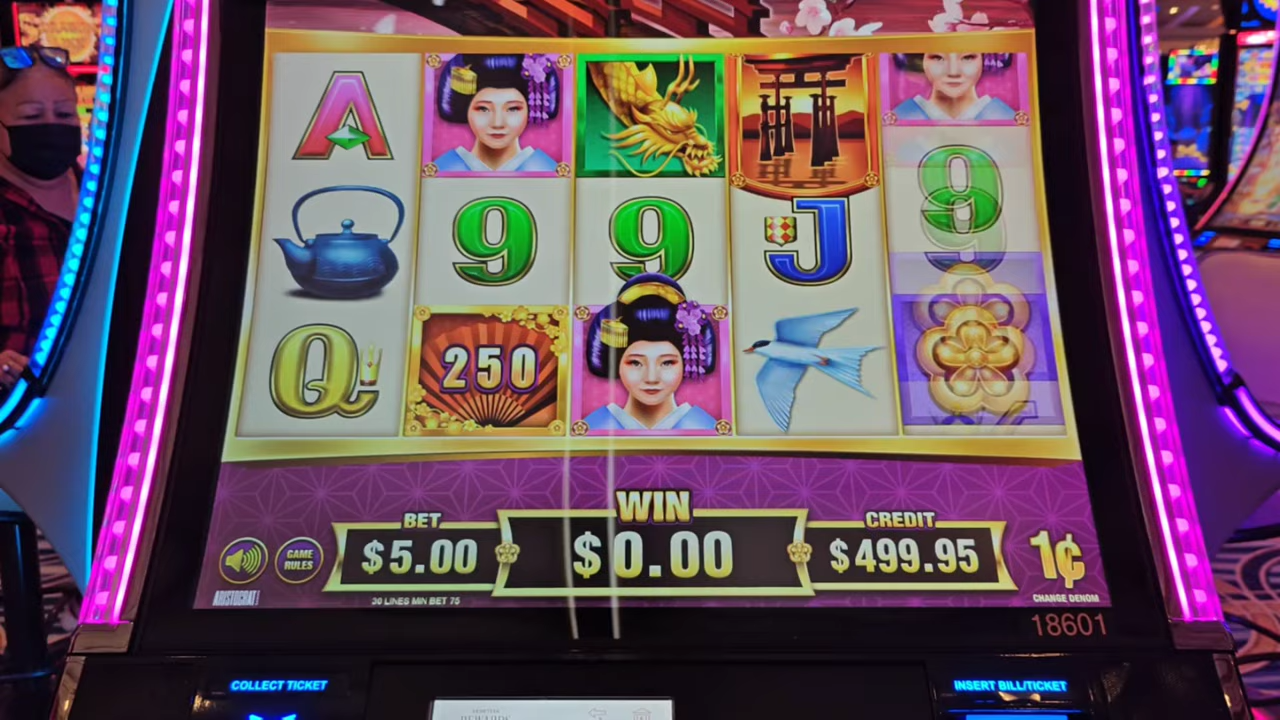 A
9
9
9
J
Q
250
WIN
BET
CREDIT
$5.00
$0.00
$499.95
1¢
GAME
RULES
ARISTOCRAT
30 LINES MIN BET 75
CHANGE DENOM
18601
COLLECT TICKET
INSERT BILL/TICKET